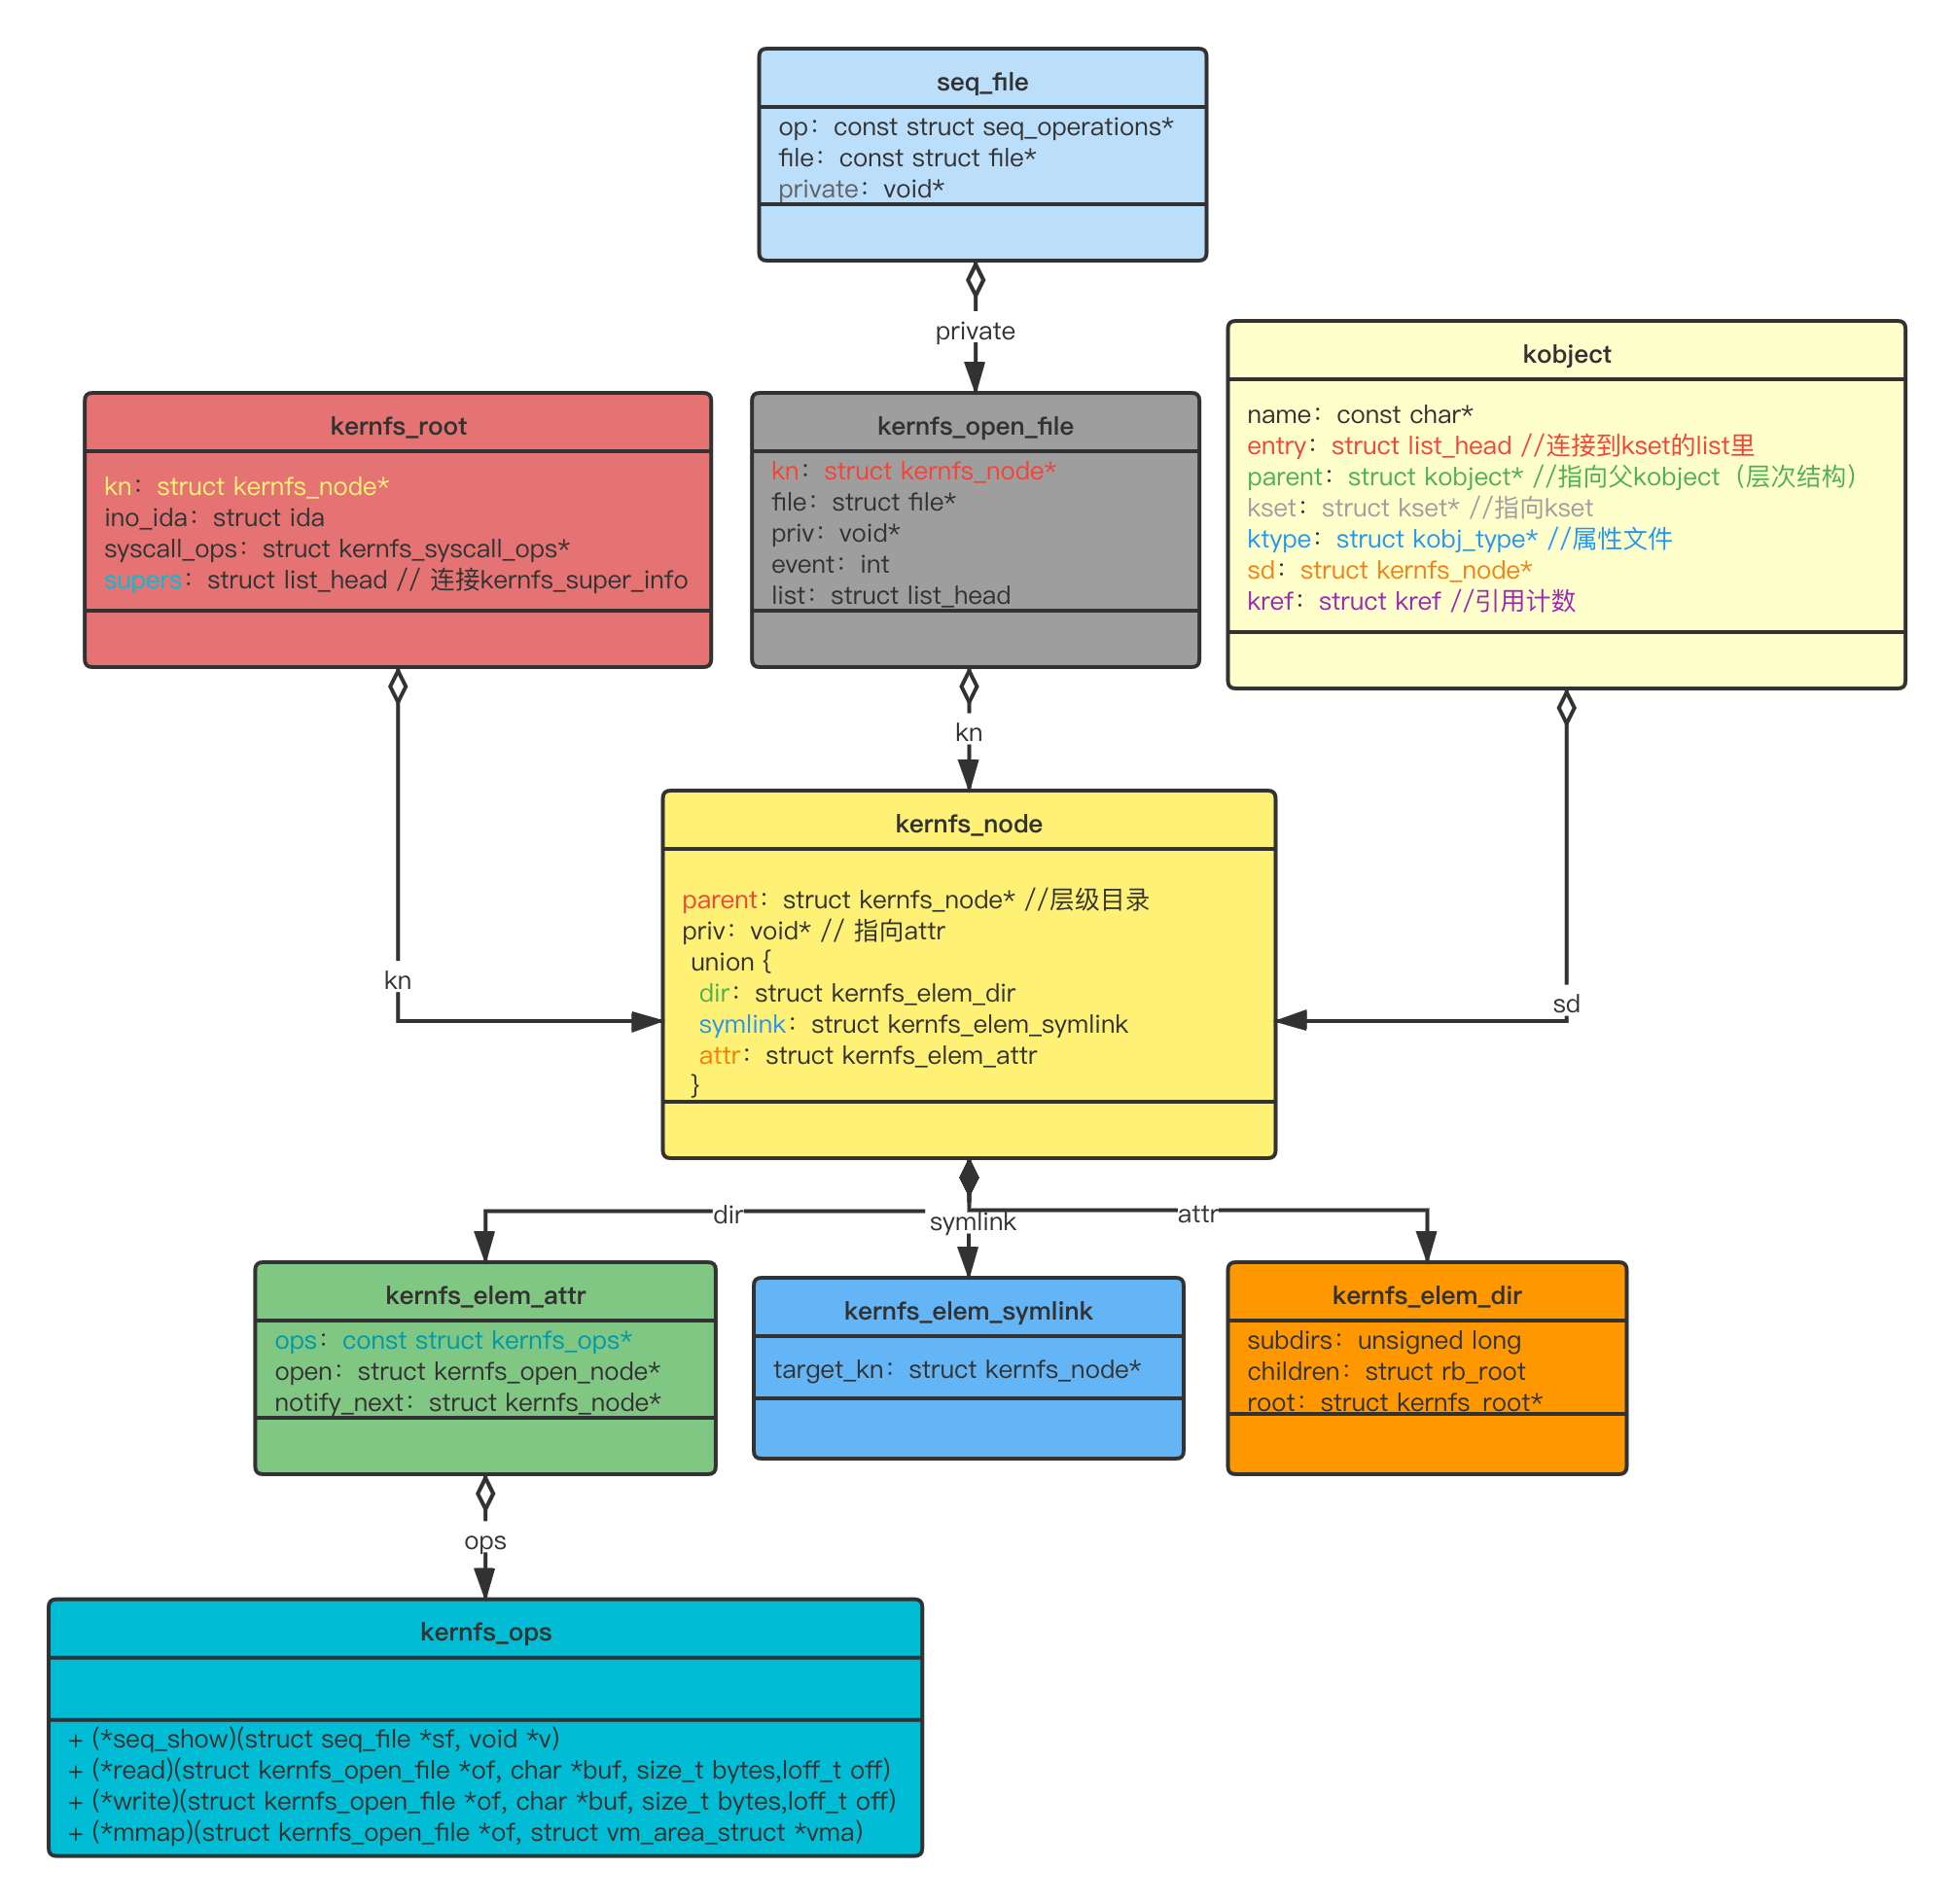 seq_file
op：const struct seq_operations*
file：const struct file*
private：void*
private
kobject
name：const char*
entry：struct list_head //连接到kset的list里
parent：struct kobject* //指向父kobject（层次结构）
kset：struct kset* //指向kset
ktype：struct kobj_type* //属性文件
sd：struct kernfs_node*
kref：struct kref //引用计数
kernfs_root
kn：struct kernfs_node*
ino_ida：struct ida
syscall_ops：struct kernfs_syscall_ops*
supers：struct list_head // 连接kernfs_super_info
kernfs_open_file
kn：struct kernfs_node*
file：struct file*
priv：void*
event：int
list：struct list_head
kn
kernfs_node
parent：struct kernfs_node* //层级目录
priv：void* // 指向attr
union {
dir：struct kernfs_elem_dir
symlink：struct kernfs_elem_symlink
attr：struct kernfs_elem_attr
}
kn
sd
dir
symlink
attr
kernfs_elem_attr
ops：const struct kernfs_ops*
open：struct kernfs_open_node*
notify_next：struct kernfs_node*
kernfs_elem_symlink
target_kn：struct kernfs_node*
kernfs_elem_dir
subdirs：unsigned long
children：struct rb_root
root：struct kernfs_root*
ops
kernfs_ops
+ (*seq_show)(struct seq_file *sf, void *v)
+ (*read)(struct kernfs_open_file *of, char *buf, size_t bytes,loff_t off)
+ (*write)(struct kernfs_open_file *of, char *buf, size_t bytes,loff_t off)
+ (*mmap)(struct kernfs_open_file *of, struct vm_area_struct *vma)